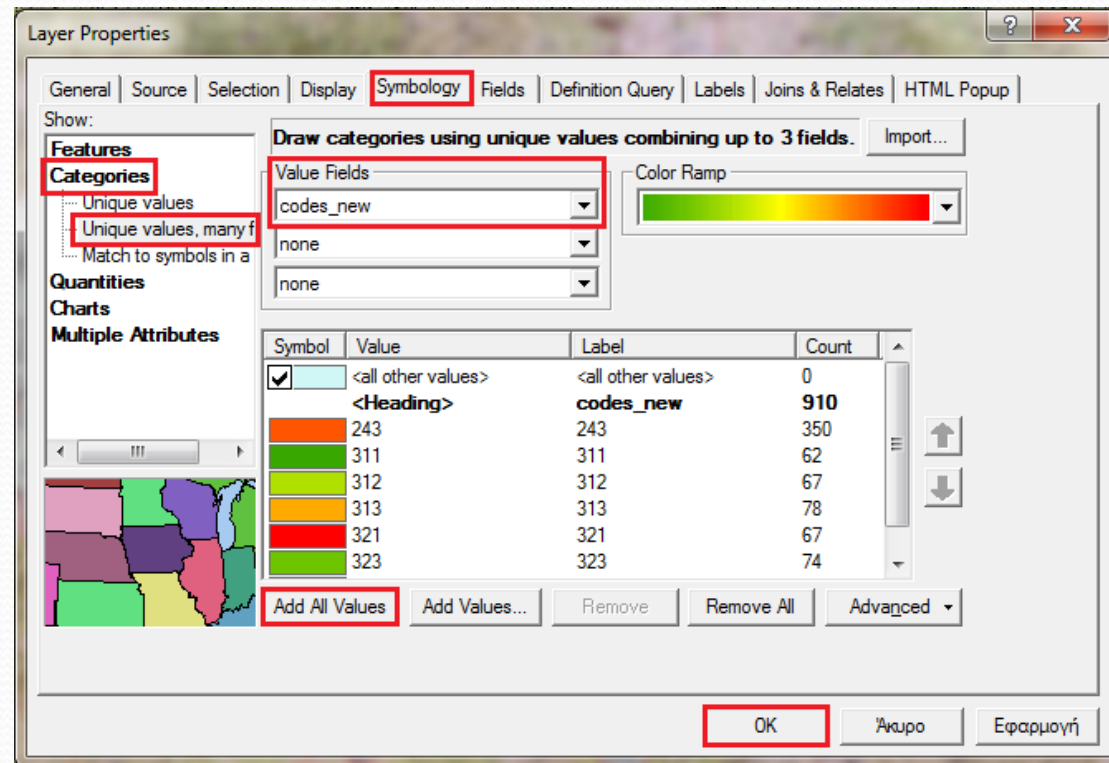 Layer Properties
General Source Selection Display Symbology Fields Definition Query Labels Joins & Relates HTML Popup
Show:
Features
Categories
Unique values
Unique values, many f
Match to symbols in a
Quantities
Charts
Multiple Attributes
Draw categories using unique values combining up to 3 fields.
Import...
Value Fields
codes_new
none
none
Color Ramp
Symbol Value Label Count
<all other values> <all other values> 0
<Heading> codes_new 910
243 243 350
311 311 62
312 312 67
313 313 78
321 321 67
323 323 74
Add All Values Add Values... Remove Remove All Advanced
OK Άκυρο Εφαρμογή